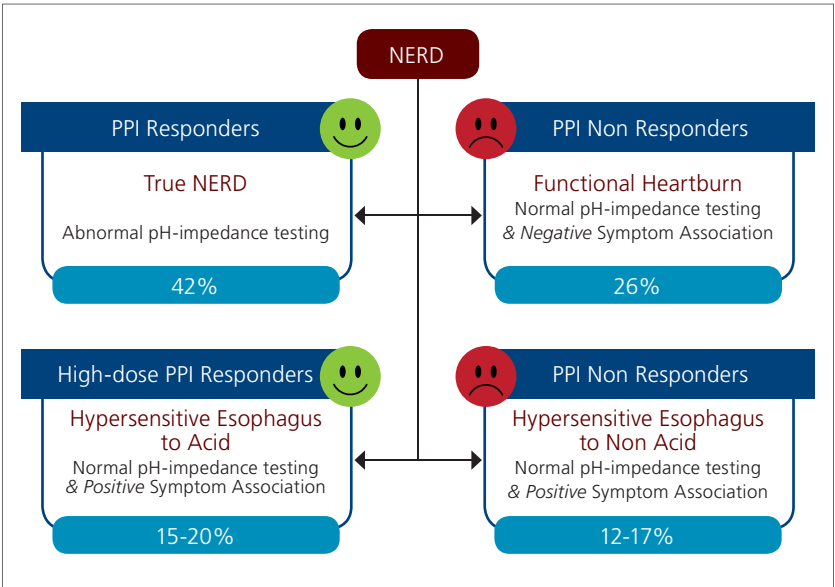 NERD
PPI Responders
True NERD
Abnormal pH-impedance testing
42%
PPI Non Responders
Functional Heartburn
Normal pH-impedance testing
& Negative Symptom Association
26%
High-dose PPI Responders
Hypersensitive Esophagus
to Acid
Normal pH-impedance testing
& Positive Symptom Association
15-20%
PPI Non Responders
Hypersensitive Esophagus
to Non Acid
Normal pH-impedance testing
& Positive Symptom Association
12-17%